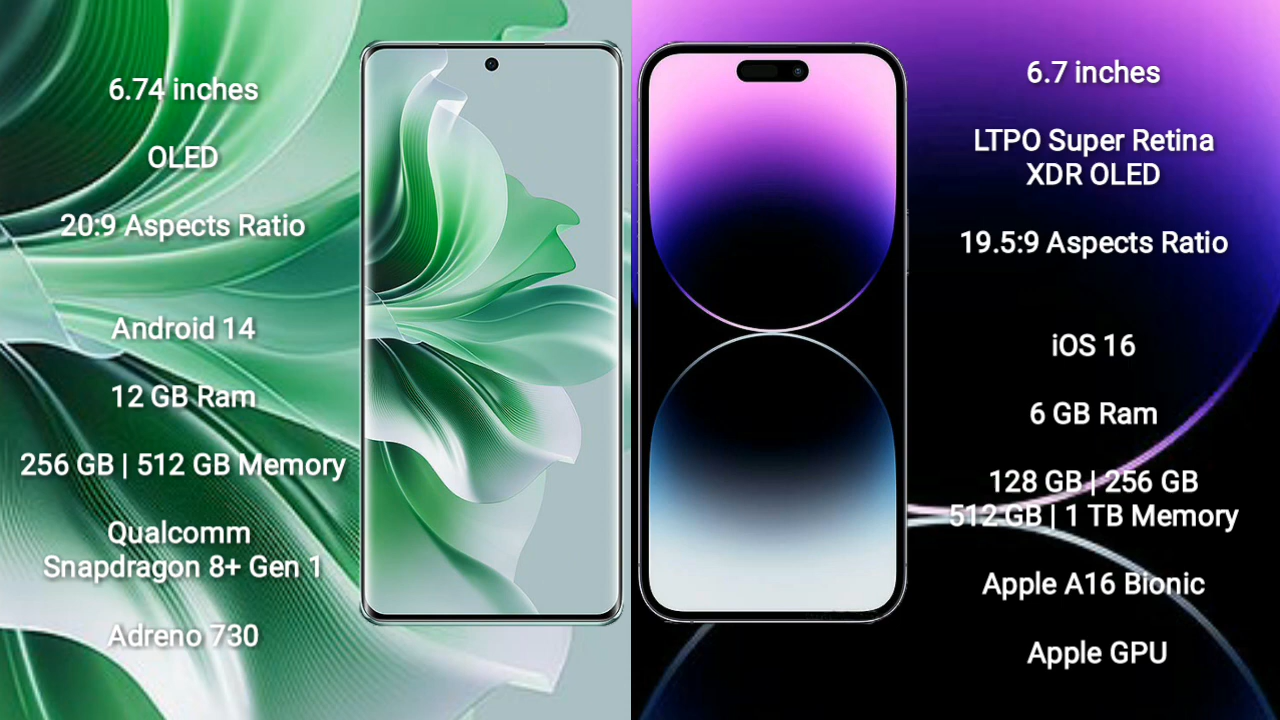 6.74 inches
OLED
20:9 Aspects Ratio
Android 14
12 GB Ram
256 GB | 512 GB Memory
Qualcomm
Snapdragon 8+ Gen 1
Adreno 730
6.7 inches
LTPO Super Retina
XDR OLED
19.5:9 Aspects Ratio
iOS 16
6 GB Ram
128 GB | 256 GB
512 GB | 1 TB Memory
Apple A16 Bionic
Apple GPU